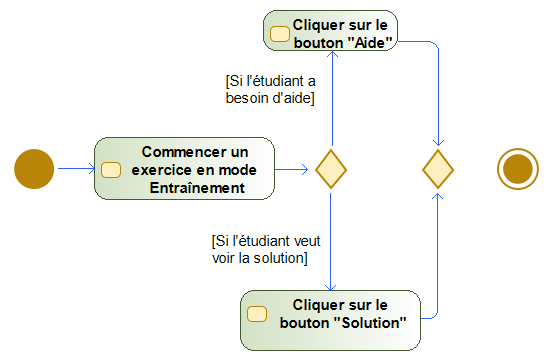 Cliquer sur le
bouton "Aide"
[Si l'étudiant a
besoin d'aide]
Commencer un
exercice en mode
Entraînement
[Si l'étudiant veut
voir la solution]
Cliquer sur le
bouton "Solution"